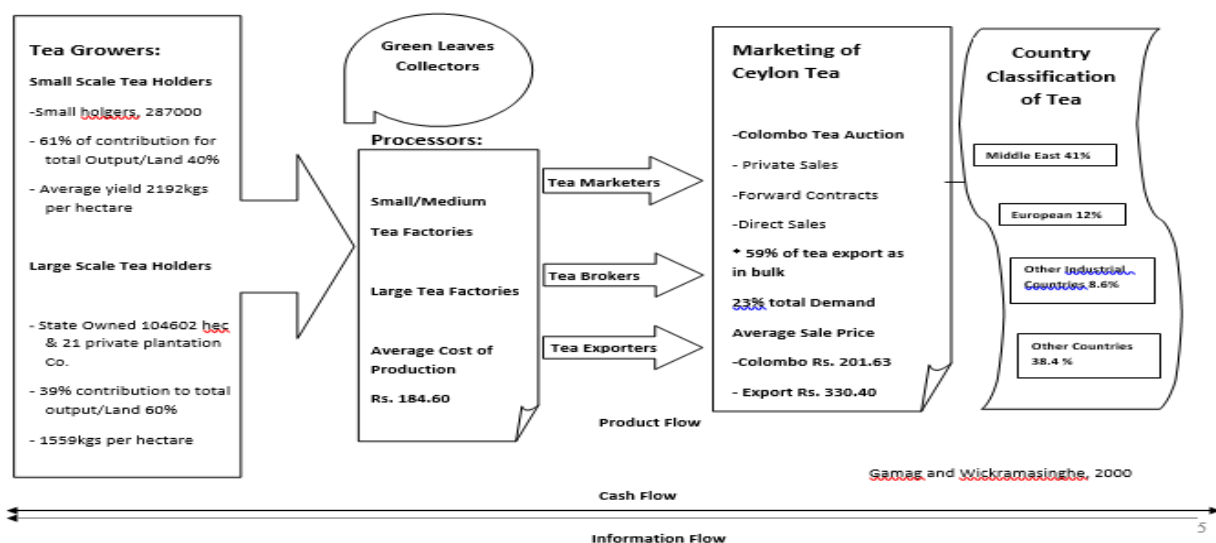 Tea Growers:
Small Scale Tea Holders
-Small holgers, 287000
- 61% of contribution for
total Output/Land 40%
- Average yield 2192kgs
per hectare
Large Scale Tea Holders
- State Owned 104602 hec
& 21 private plantation
Co.
- 39% contribution to total
output/Land 60%
- 1559kgs per hectare
Green Leaves
Collectors
Processors:
Small/Medium
Tea Factories
Large Tea Factories
Average Cost of
Production
Rs. 184.60
Tea Marketers
Tea Brokers
Tea Exporters
Marketing of
Ceylon Tea
-Colombo Tea Auction
- Private Sales
-Forward Contracts
-Direct Sales
* 59% of tea export as
in bulk
23% total Demand
Average Sale Price
-Colombo Rs. 201.63
- Export Rs. 330.40
Country
Classification
of Tea
Middle East 41%
European 12%
Other Industrial
Countries 8.6%
Other Countries
38.4 %
Product Flow
Gamag and Wickramasinghe, 2000
Cash Flow
5
Information Flow